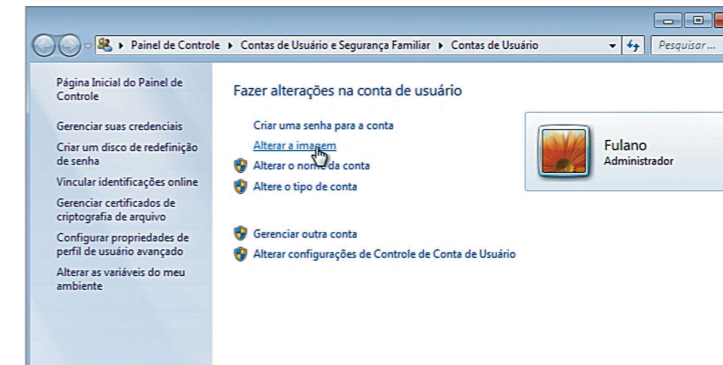 Painel de Controle ▸ Contas de Usuário e Segurança Familiar ▸ Contas de Usuário
Pesquisar...
Página Inicial do Painel de
Controle
Gerenciar suas credenciais
Criar um disco de redefinição
de senha
Vincular identificações online
Gerenciar certificados de
criptografia de arquivo
Configurar propriedades de
perfil de usuário avançado
Alterar as variáveis do meu
ambiente
Fazer alterações na conta de usuário
Criar uma senha para a conta
Alterar a imagem
Alterar o nome da conta
Altere o tipo de conta
Gerenciar outra conta
Alterar configurações de Controle de Conta de Usuário
Fulano
Administrador